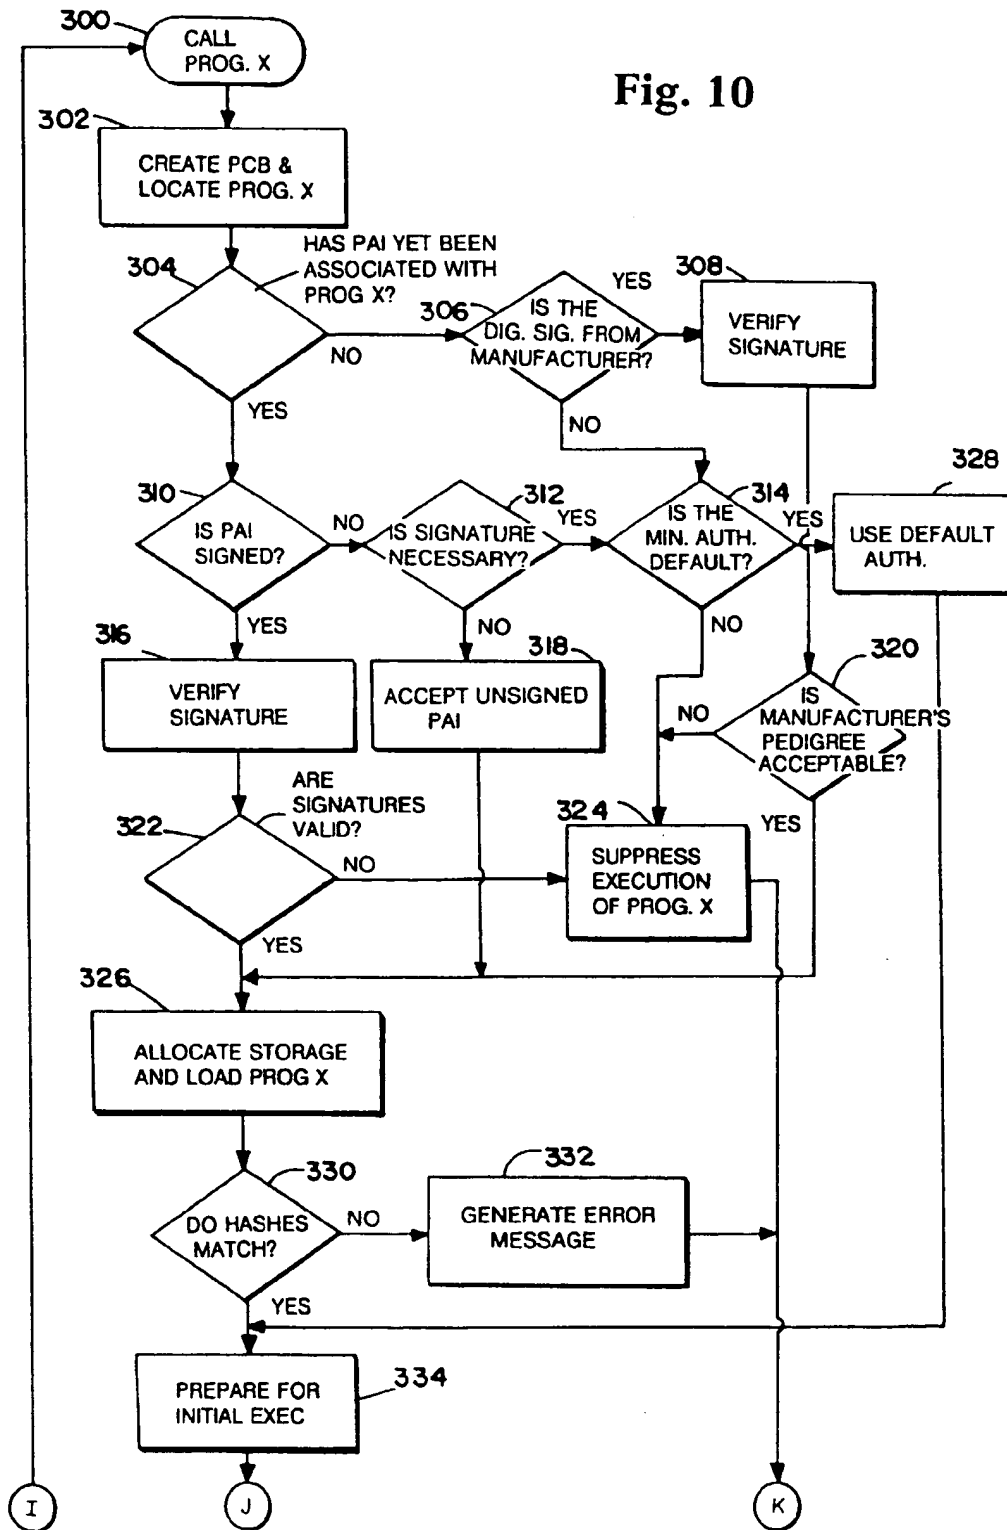 300
CALL
PROG. X
Fig. 10
302
CREATE PCB &
LOCATE PROG. X
304
HAS PAI YET BEEN
ASSOCIATED WITH
PROG X?
NO
YES
306
IS THE
DIG. SIG. FROM
MANUFACTURER?
YES
NO
308
VERIFY
SIGNATURE
310
IS PAI
SIGNED?
NO
YES
312
IS SIGNATURE
NECESSARY?
YES
NO
314
IS THE
MIN. AUTH.
DEFAULT?
YES
NO
328
USE DEFAULT
AUTH.
316
VERIFY
SIGNATURE
318
ACCEPT UNSIGNED
PAI
320
IS
MANUFACTURER'S
PEDIGREE
ACCEPTABLE?
NO
YES
322
ARE
SIGNATURES
VALID?
NO
YES
324
SUPPRESS
EXECUTION
OF PROG. X
326
ALLOCATE STORAGE
AND LOAD PROG X
330
DO HASHES
MATCH?
NO
YES
332
GENERATE ERROR
MESSAGE
334
PREPARE FOR
INITIAL EXEC
I
J
K